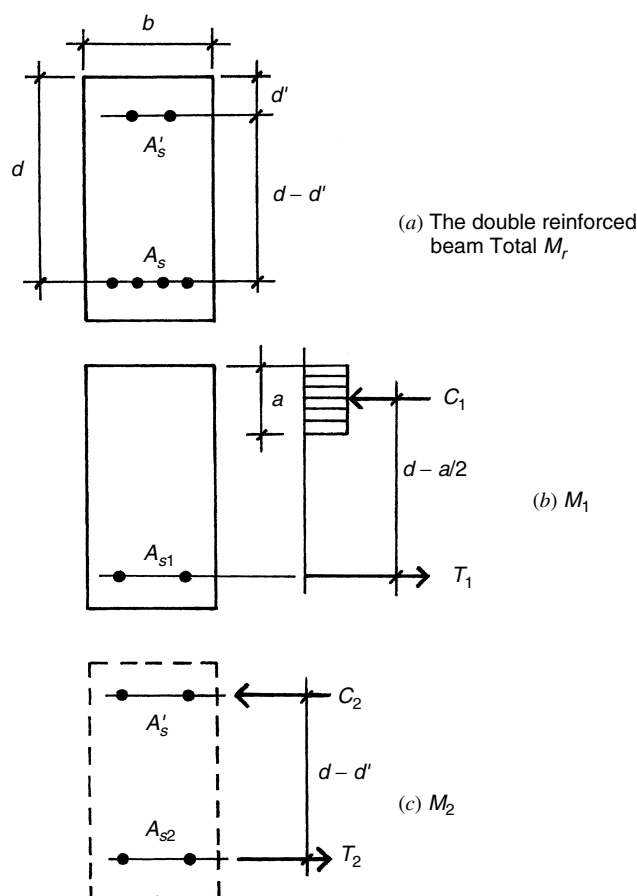 b
d'
A's
d
d – d'
As
(a) The double reinforced
beam Total Mr
a
C1
d – a/2
(b) M1
As1
T1
C2
A's
d – d'
(c) M2
As2
T2